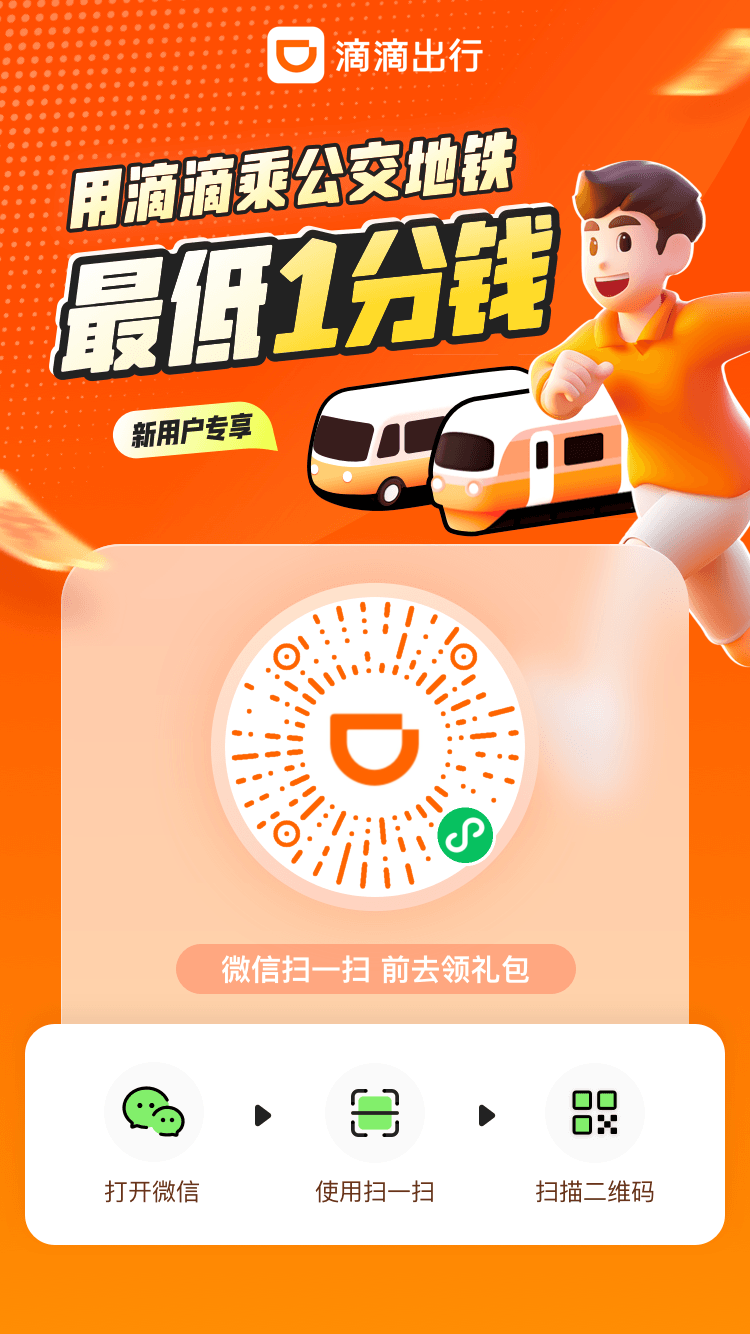 滴滴出行
用滴滴乘公交地铁
最低1分钱
新用户专享
微信扫一扫 前去领礼包
打开微信
使用扫一扫
扫描二维码